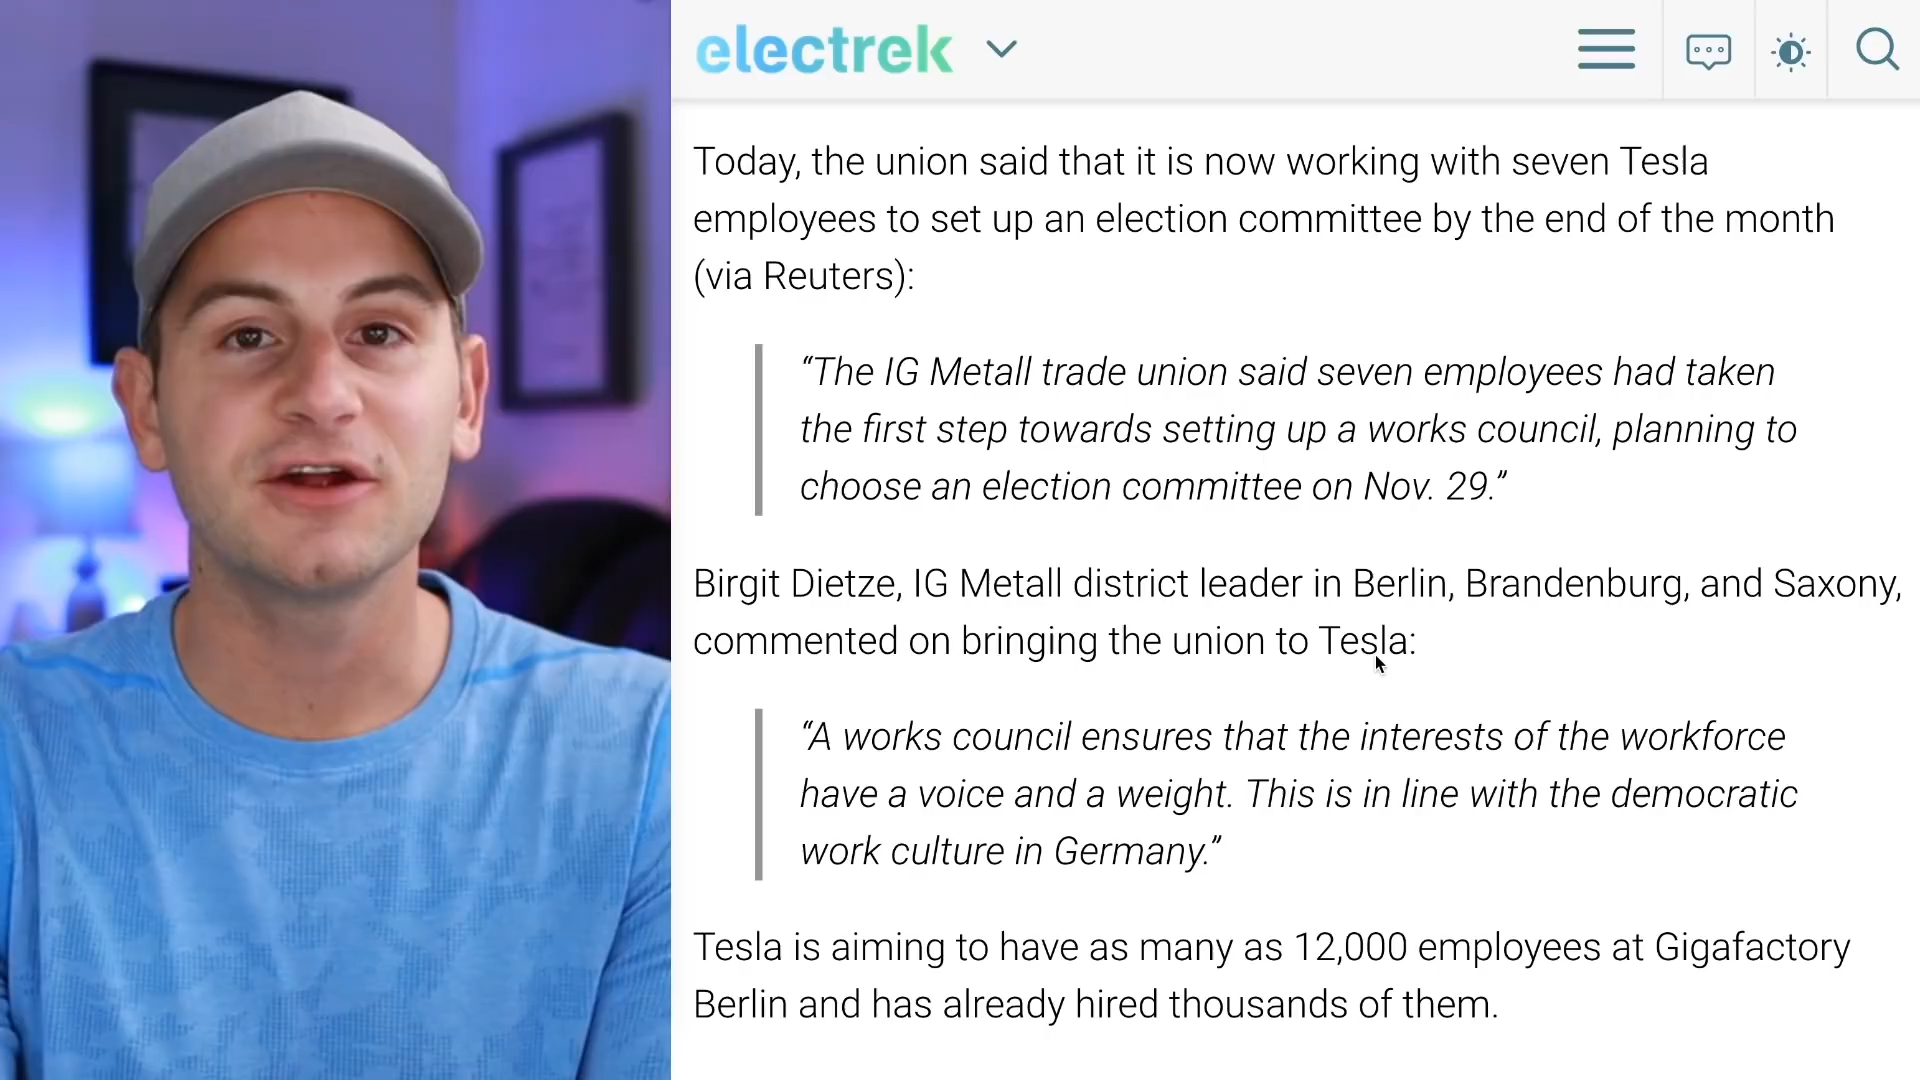 electrek
Today, the union said that it is now working with seven Tesla
employees to set up an election committee by the end of the month
(via Reuters):
“The IG Metall trade union said seven employees had taken
the first step towards setting up a works council, planning to
choose an election committee on Nov. 29.”
Birgit Dietze, IG Metall district leader in Berlin, Brandenburg, and Saxony,
commented on bringing the union to Tesla:
“A works council ensures that the interests of the workforce
have a voice and a weight. This is in line with the democratic
work culture in Germany.”
Tesla is aiming to have as many as 12,000 employees at Gigafactory
Berlin and has already hired thousands of them.